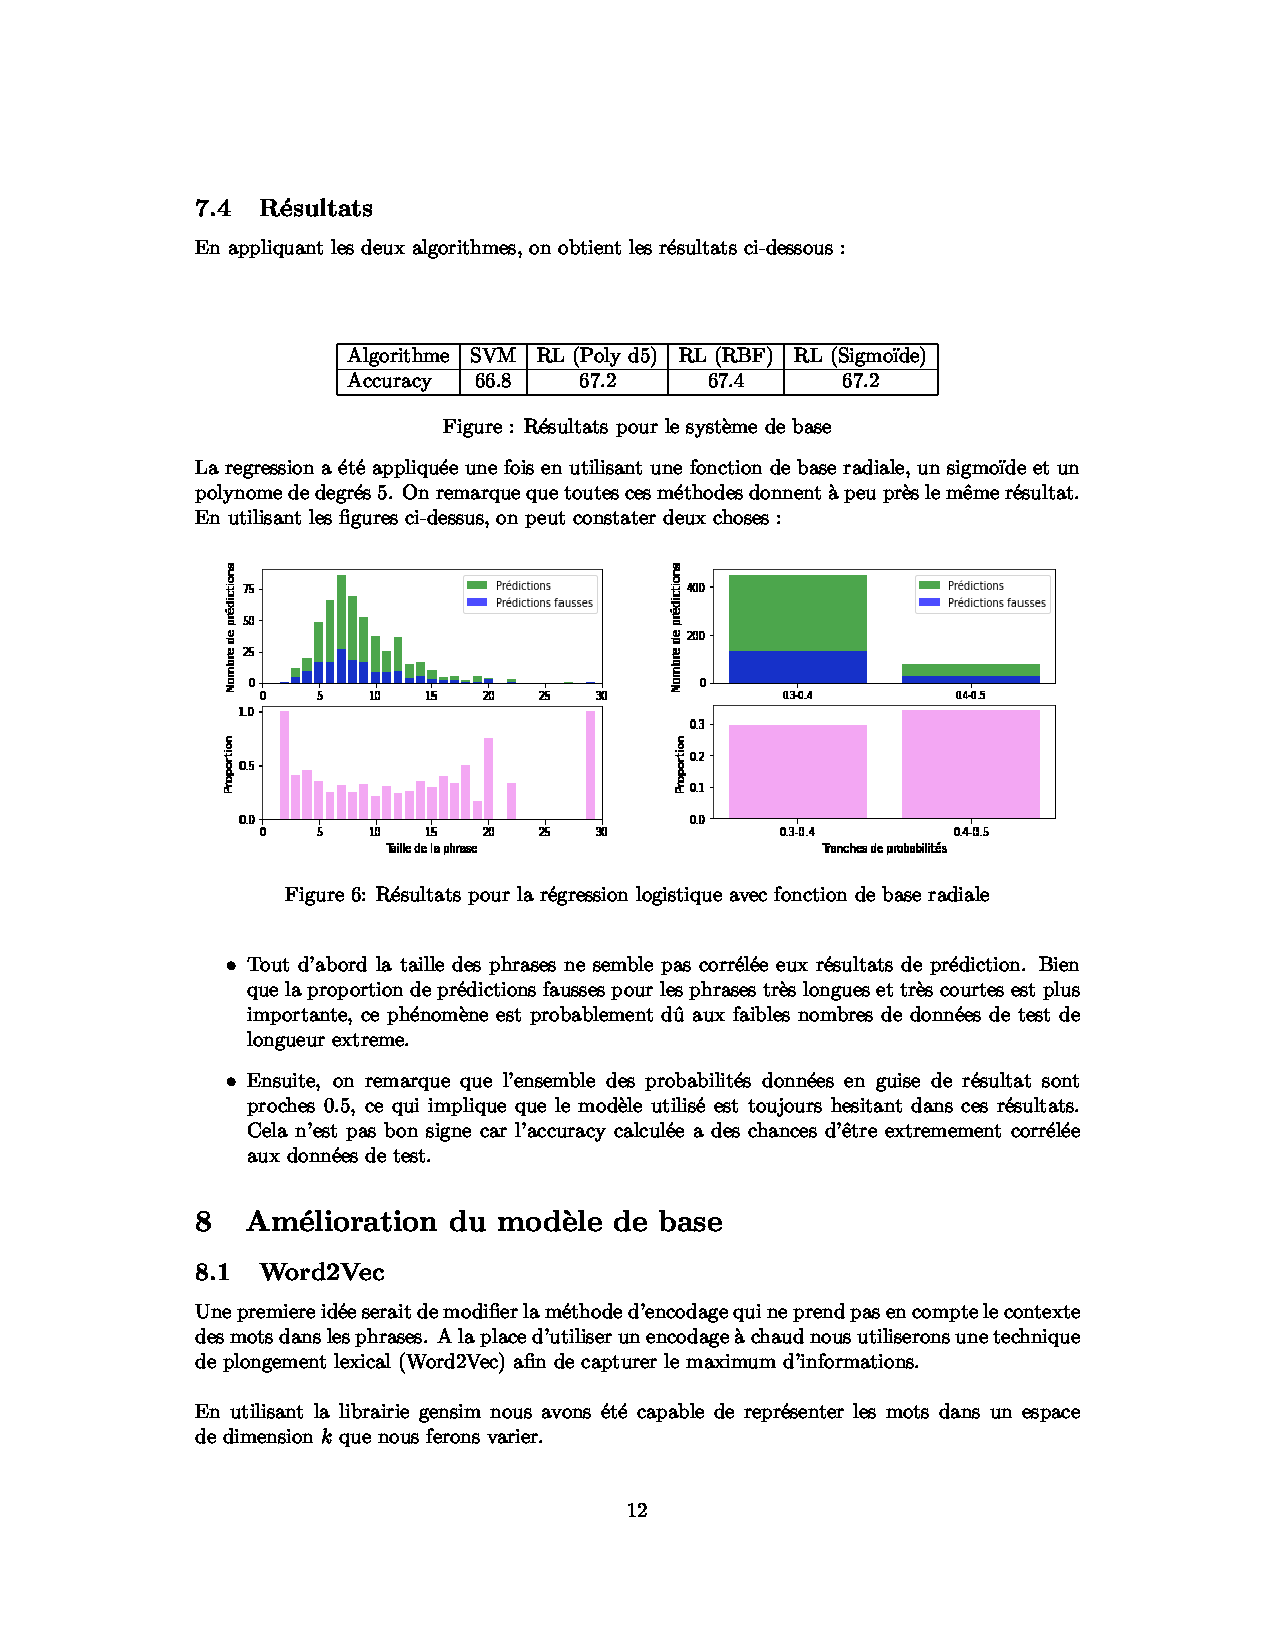 7.4 Résultats
En appliquant les deux algorithmes, on obtient les résultats ci-dessous :
Algorithme SVM RL (Poly d5) RL (RBF) RL (Sigmoïde)
Accuracy 66.8 67.2 67.4 67.2
Figure : Résultats pour le système de base
La regression a été appliquée une fois en utilisant une fonction de base radiale, un sigmoïde et un
polynome de degrés 5. On remarque que toutes ces méthodes donnent à peu près le même résultat.
En utilisant les figures ci-dessus, on peut constater deux choses :
Nombre de prédictions
75
50
25
0
0 5 10 15 20 25 30
Prédictions
Prédictions fausses
Proportion
1.0
0.5
0.0
0 5 10 15 20 25 30
Taille de la phrase
Nombre de prédictions
400
200
0
0.3-0.4 0.4-0.5
Prédictions
Prédictions fausses
Proportion
0.3
0.2
0.1
0.0
0.3-0.4 0.4-0.5
Tranches de probabilités
Figure 6: Résultats pour la régression logistique avec fonction de base radiale
• Tout d'abord la taille des phrases ne semble pas corrélée eux résultats de prédiction. Bien
que la proportion de prédictions fausses pour les phrases très longues et très courtes est plus
importante, ce phénomène est probablement dû aux faibles nombres de données de test de
longueur extreme.
• Ensuite, on remarque que l'ensemble des probabilités données en guise de résultat sont
proches 0.5, ce qui implique que le modèle utilisé est toujours hesitant dans ces résultats.
Cela n'est pas bon signe car l'accuracy calculée a des chances d'être extremement corrélée
aux données de test.
8 Amélioration du modèle de base
8.1 Word2Vec
Une premiere idée serait de modifier la méthode d'encodage qui ne prend pas en compte le contexte
des mots dans les phrases. A la place d'utiliser un encodage à chaud nous utiliserons une technique
de plongement lexical (Word2Vec) afin de capturer le maximum d'informations.
En utilisant la librairie gensim nous avons été capable de représenter les mots dans un espace
de dimension k que nous ferons varier.
12